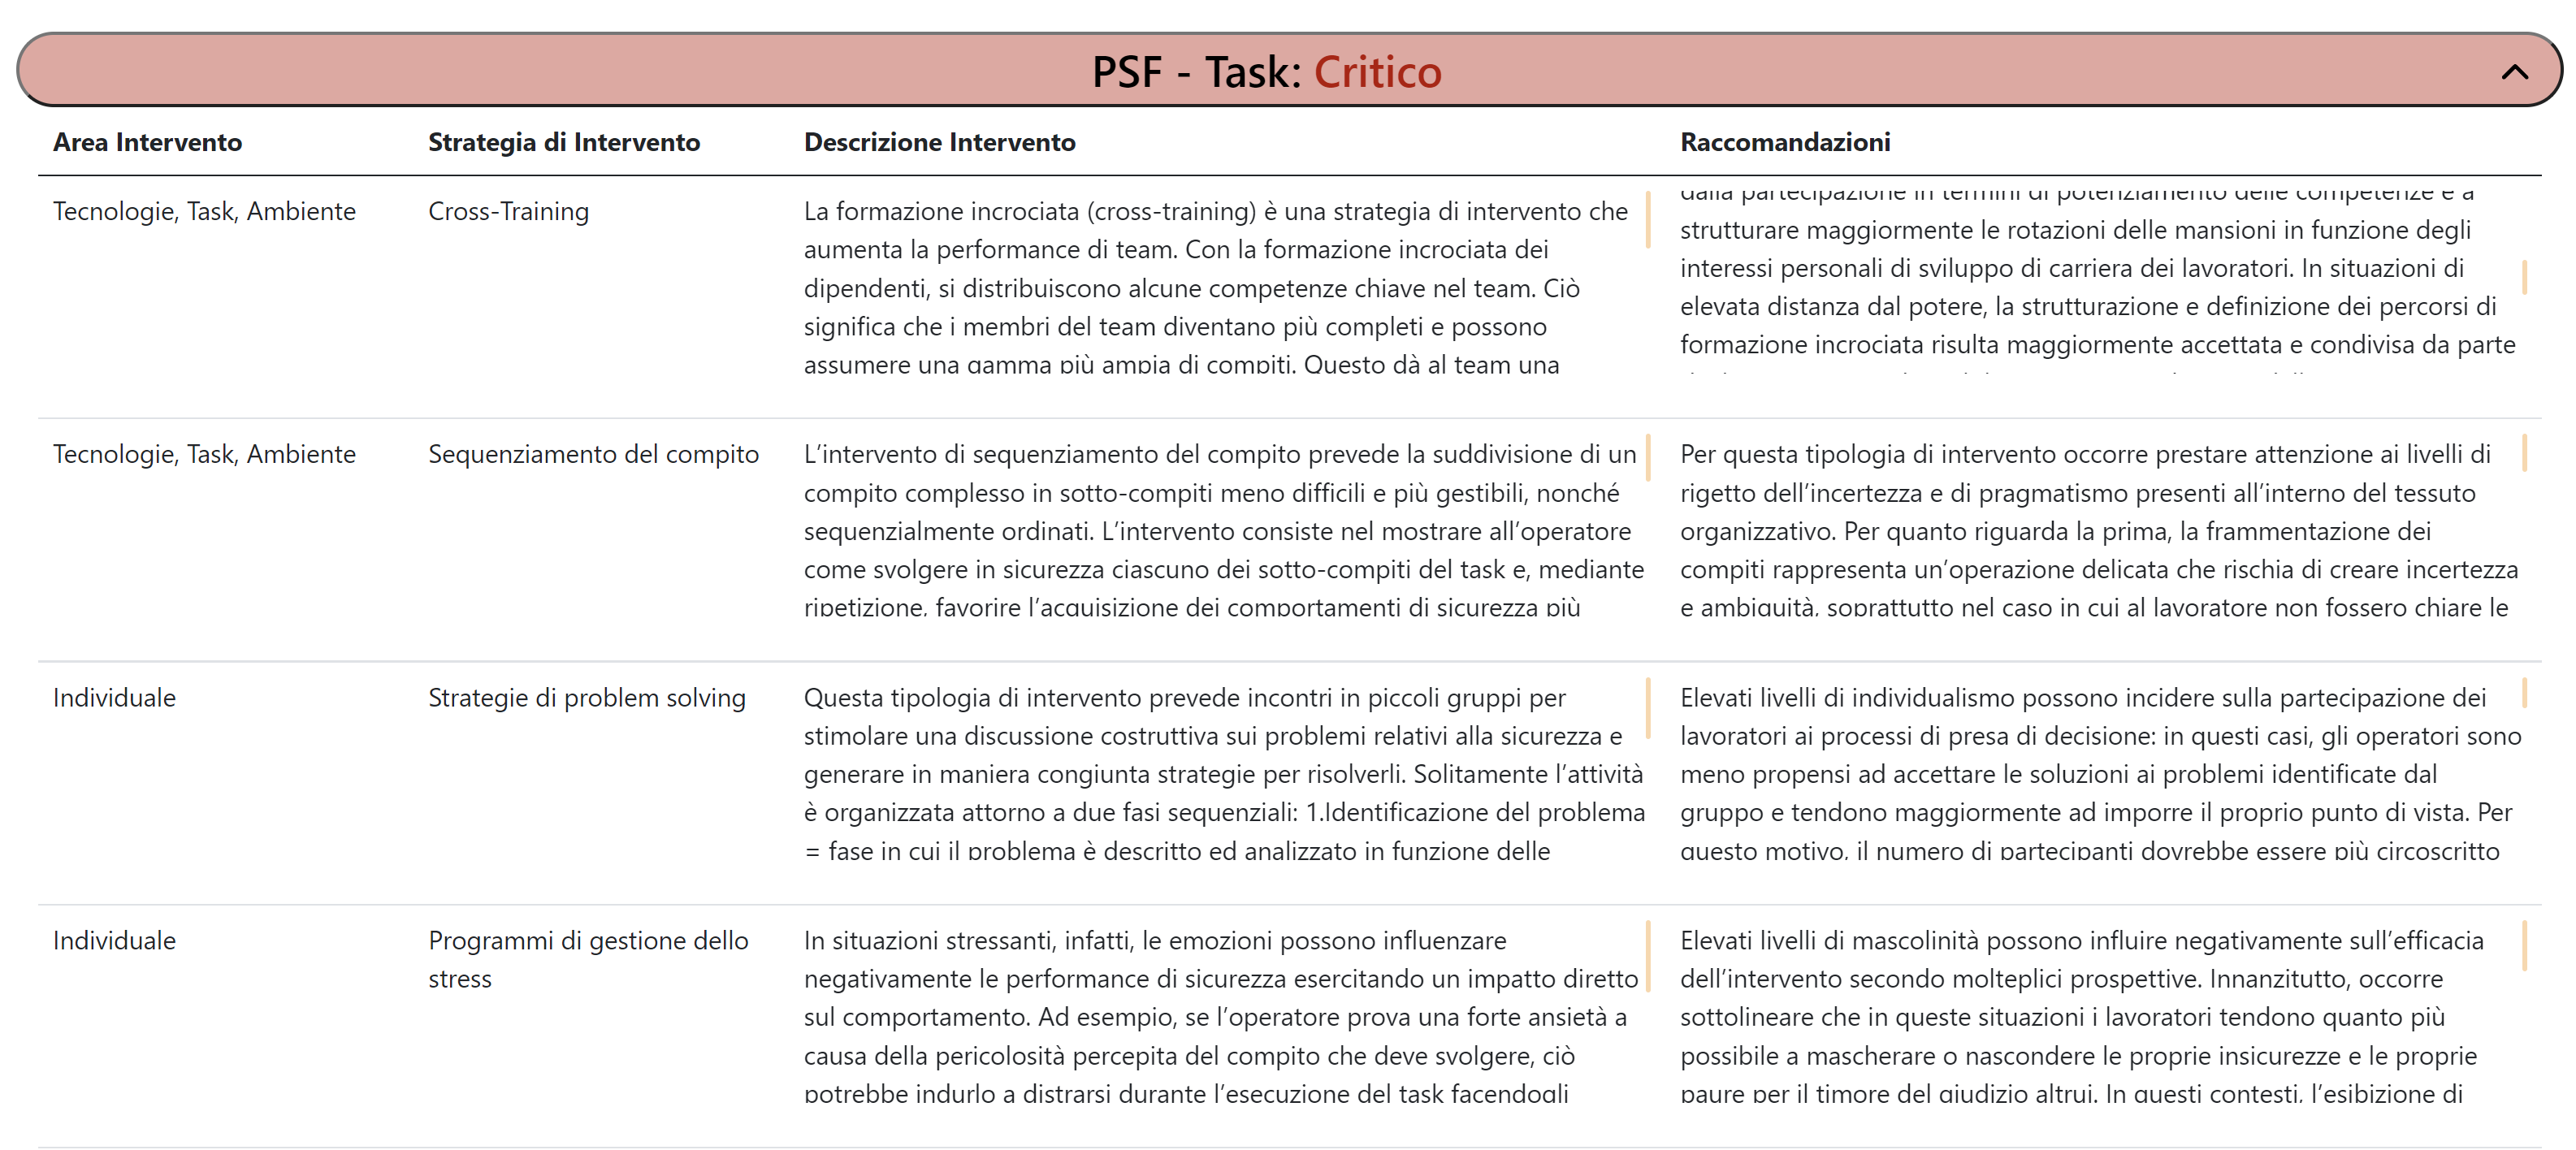 PSF - Task: Critico
Area Intervento
Strategia di Intervento
Descrizione Intervento
Raccomandazioni
Tecnologie, Task, Ambiente
Cross-Training
La formazione incrociata (cross-training) è una strategia di intervento che
aumenta la performance di team. Con la formazione incrociata dei
dipendenti, si distribuiscono alcune competenze chiave nel team. Ciò
significa che i membri del team diventano più completi e possono
assumere una gamma più ampia di compiti. Questo dà al team una
dalla partecipazione in termini di potenziamento delle competenze e a
strutturare maggiormente le rotazioni delle mansioni in funzione degli
interessi personali di sviluppo di carriera dei lavoratori. In situazioni di
elevata distanza dal potere, la strutturazione e definizione dei percorsi di
formazione incrociata risulta maggiormente accettata e condivisa da parte
Tecnologie, Task, Ambiente
Sequenziamento del compito
L’intervento di sequenziamento del compito prevede la suddivisione di un
compito complesso in sotto-compiti meno difficili e più gestibili, nonché
sequenzialmente ordinati. L’intervento consiste nel mostrare all’operatore
come svolgere in sicurezza ciascuno dei sotto-compiti del task e, mediante
ripetizione, favorire l’acquisizione dei comportamenti di sicurezza più
Per questa tipologia di intervento occorre prestare attenzione ai livelli di
rigetto dell’incertezza e di pragmatismo presenti all’interno del tessuto
organizzativo. Per quanto riguarda la prima, la frammentazione dei
compiti rappresenta un’operazione delicata che rischia di creare incertezza
e ambiguità, soprattutto nel caso in cui al lavoratore non fossero chiare le
Individuale
Strategie di problem solving
Questa tipologia di intervento prevede incontri in piccoli gruppi per
stimolare una discussione costruttiva sui problemi relativi alla sicurezza e
generare in maniera congiunta strategie per risolverli. Solitamente l’attività
è organizzata attorno a due fasi sequenziali: 1.Identificazione del problema
= fase in cui il problema è descritto ed analizzato in funzione delle
Elevati livelli di individualismo possono incidere sulla partecipazione dei
lavoratori ai processi di presa di decisione: in questi casi, gli operatori sono
meno propensi ad accettare le soluzioni ai problemi identificate dal
gruppo e tendono maggiormente ad imporre il proprio punto di vista. Per
questo motivo, il numero di partecipanti dovrebbe essere più circoscritto
Individuale
Programmi di gestione dello
stress
In situazioni stressanti, infatti, le emozioni possono influenzare
negativamente le performance di sicurezza esercitando un impatto diretto
sul comportamento. Ad esempio, se l’operatore prova una forte ansietà a
causa della pericolosità percepita del compito che deve svolgere, ciò
potrebbe indurlo a distrarsi durante l’esecuzione del task facendogli
Elevati livelli di mascolinità possono influire negativamente sull’efficacia
dell’intervento secondo molteplici prospettive. Innanzitutto, occorre
sottolineare che in queste situazioni i lavoratori tendono quanto più
possibile a mascherare o nascondere le proprie insicurezze e le proprie
paure per il timore del giudizio altrui. In questi contesti, l’esibizione di